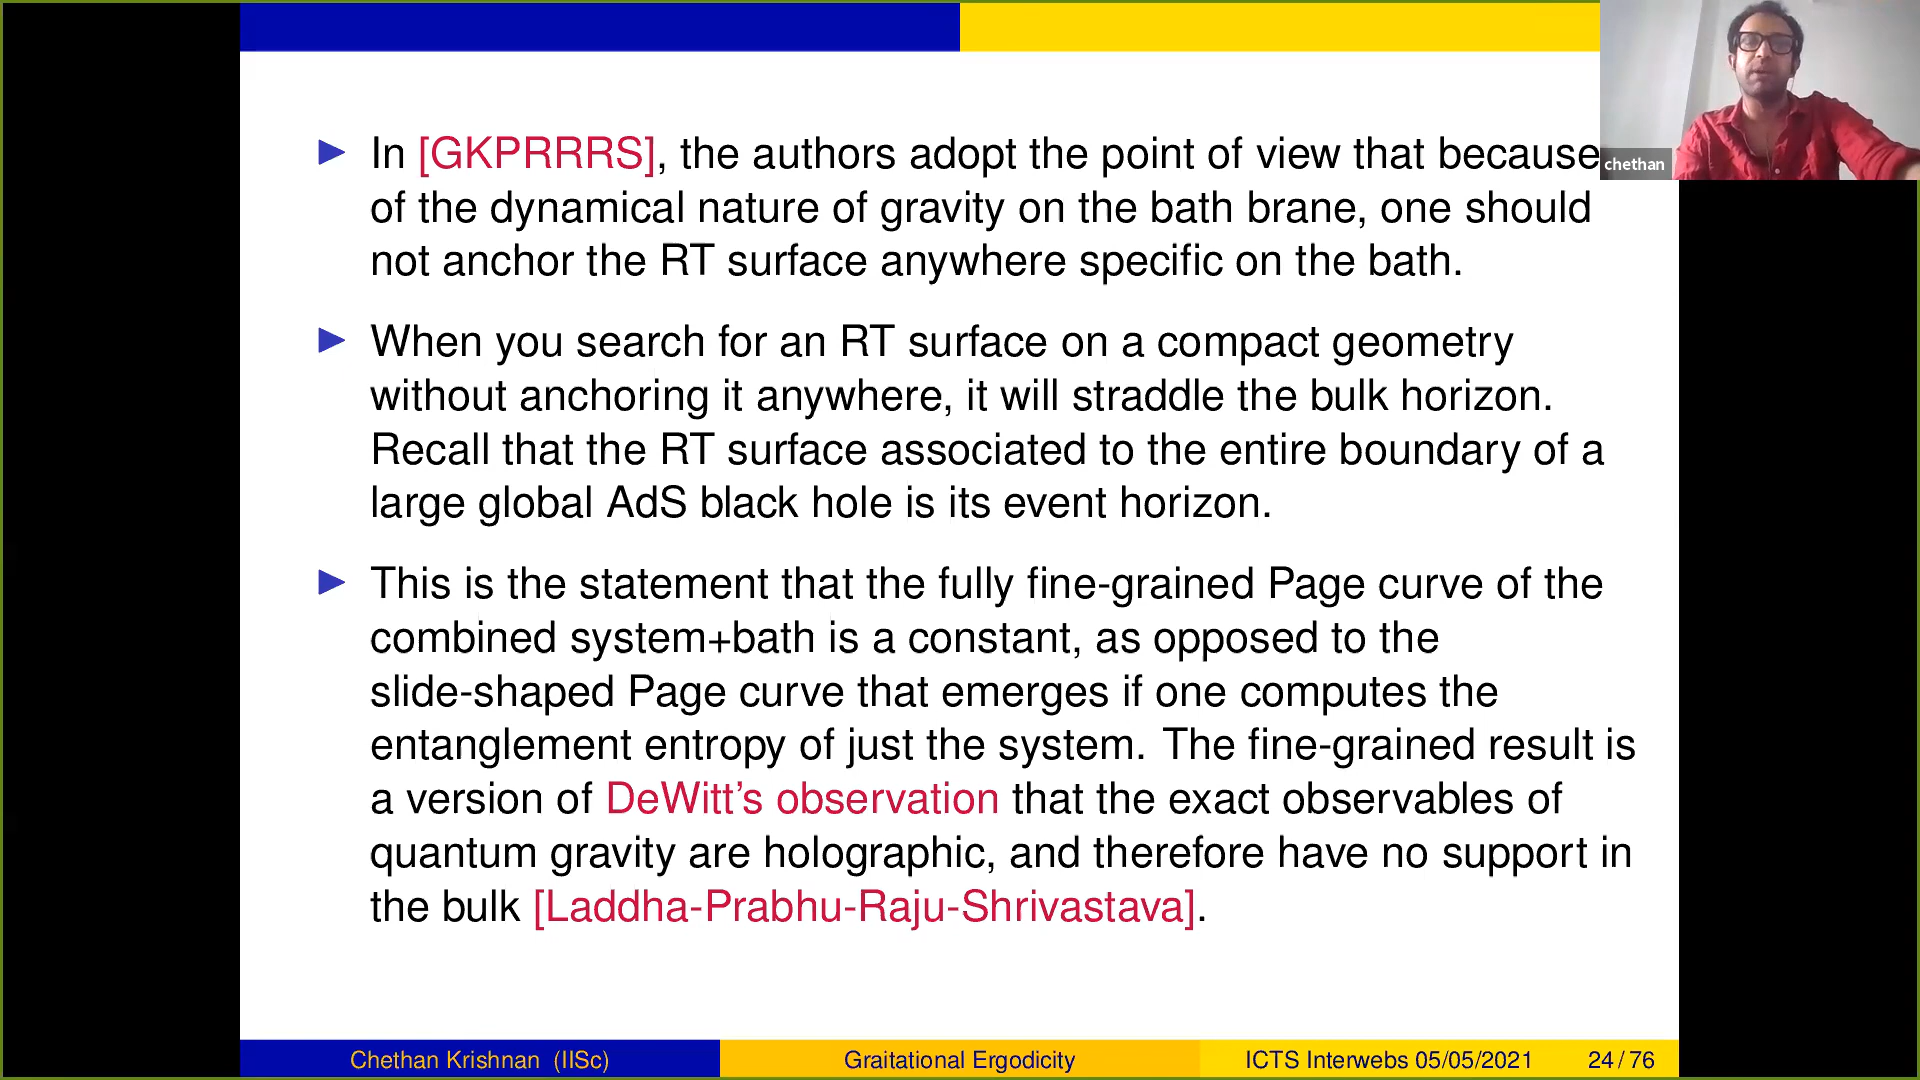 In [GKPRRRS], the authors adopt the point of view that because
of the dynamical nature of gravity on the bath brane, one should
not anchor the RT surface anywhere specific on the bath.
When you search for an RT surface on a compact geometry
without anchoring it anywhere, it will straddle the bulk horizon.
Recall that the RT surface associated to the entire boundary of a
large global AdS black hole is its event horizon.
This is the statement that the fully fine-grained Page curve of the
combined system+bath is a constant, as opposed to the
slide-shaped Page curve that emerges if one computes the
entanglement entropy of just the system. The fine-grained result is
a version of DeWitt's observation that the exact observables of
quantum gravity are holographic, and therefore have no support in
the bulk [Laddha-Prabhu-Raju-Shrivastava].
chethan
Chethan Krishnan (IISc) Graitational Ergodicity ICTS Interwebs 05/05/2021 24 / 76